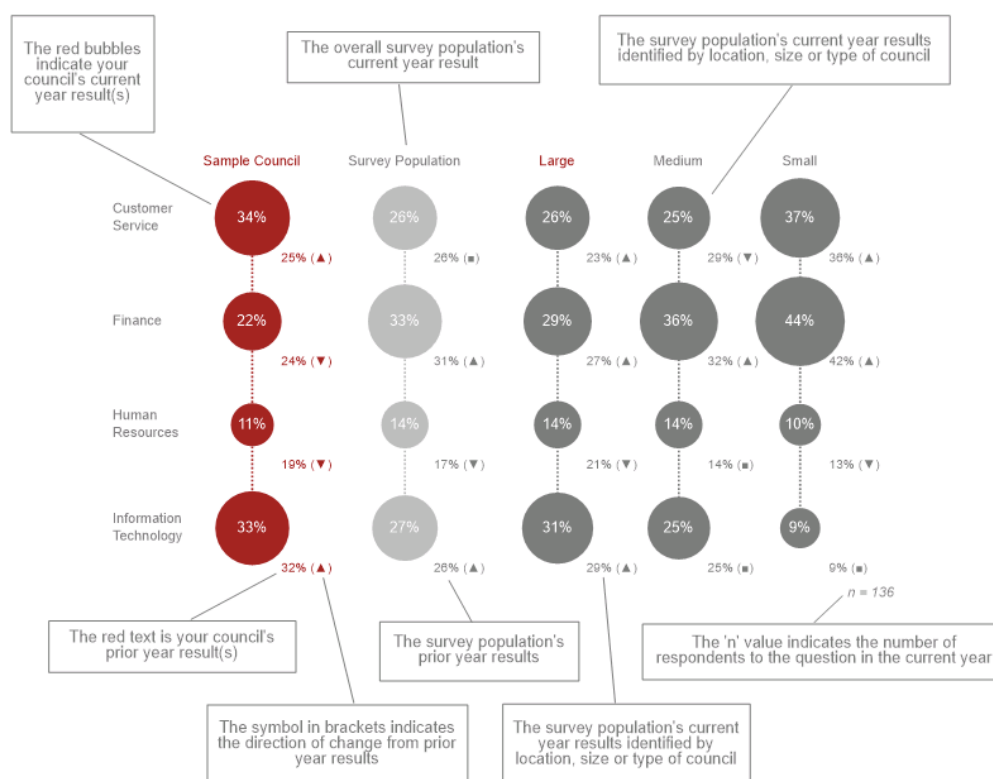 The red bubbles
indicate your
council's current
year result(s)
The overall survey population's
current year result
The survey population's current year results
identified by location, size or type of council
Sample Council
Survey Population
Large
Medium
Small
Customer
Service
34%
26%
26%
25%
37%
25% (▲)
26% (■)
23% (▲)
29% (▼)
36% (▲)
Finance
22%
33%
29%
36%
44%
24% (▼)
31% (▲)
27% (▲)
32% (▲)
42% (▲)
Human
Resources
11%
14%
14%
14%
10%
19% (▼)
17% (▼)
21% (▼)
14% (■)
13% (▼)
Information
Technology
33%
27%
31%
25%
9%
32% (▲)
26% (▲)
29% (▲)
25% (■)
9% (■)
n = 136
The red text is your council's
prior year result(s)
The survey population's
prior year results
The 'n' value indicates the number of
respondents to the question in the current year
The symbol in brackets indicates
the direction of change from prior
year results
The survey population's current
year results identified by
location, size or type of council